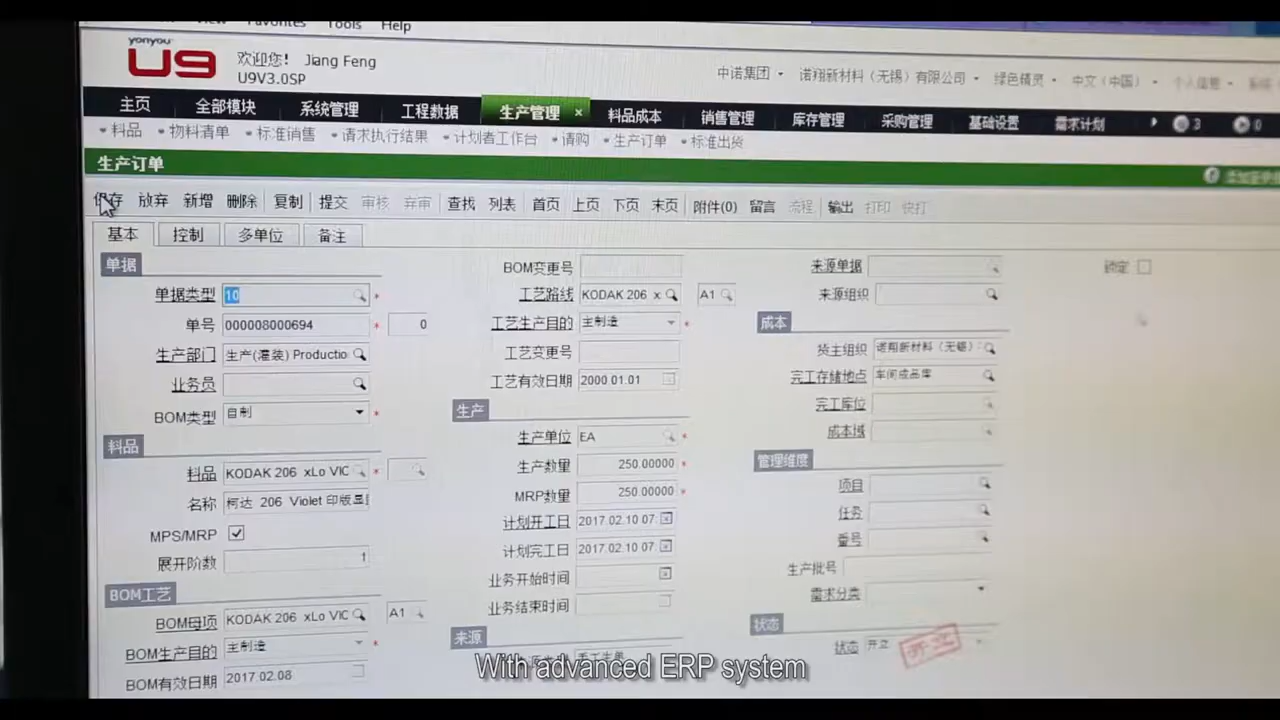 View Favorites Tools Help
yonyou
U9
欢迎您! Jiang Feng
U9V3.0SP
中诺集团 诺翔新材料（无锡）有限公司 绿色精灵 中文（中国） 个人信息
主页 全部模块 系统管理 工程数据 生产管理 × 料品成本 销售管理 库存管理 采购管理 基础设置 需求计划 3 0
料品 物料清单 标准销售 请求执行结果 计划者工作台 请购 生产订单 标准出货
生产订单
保存 放弃 新增 删除 复制 提交 审核 弃审 查找 列表 首页 上页 下页 末页 附件(0) 留言 流程 输出 打印 快打
基本 控制 多单位 备注
单据
单据类型 10 *
单号 000008000694 * 0
生产部门 生产(灌装) Productio
业务员
BOM类型 自制 *
料品
料品 KODAK 206 xLo VIC *
名称 柯达 206 Violet 印版显
MPS/MRP
展开阶数 1
BOM工艺
BOM母项 KODAK 206 xLo VIC A1
BOM生产目的 主制造 *
BOM有效日期 2017.02.08
BOM变更号
工艺路线 KODAK 206 x A1
工艺生产目的 主制造 *
工艺变更号
工艺有效日期 2000.01.01
生产
生产单位 EA *
生产数量 250.00000 *
MRP数量 250.00000 *
计划开工日 2017.02.10 07
计划完工日 2017.02.10 07
业务开始时间
业务结束时间
来源
来源单据
来源组织
成本
货主组织 诺翔新材料（无锡）
完工存储地点 车间成品库
完工库位
成本域
管理维度
项目
任务
番号
生产批号
需求分类
状态
状态 开立
开立
锁定
With advanced ERP system